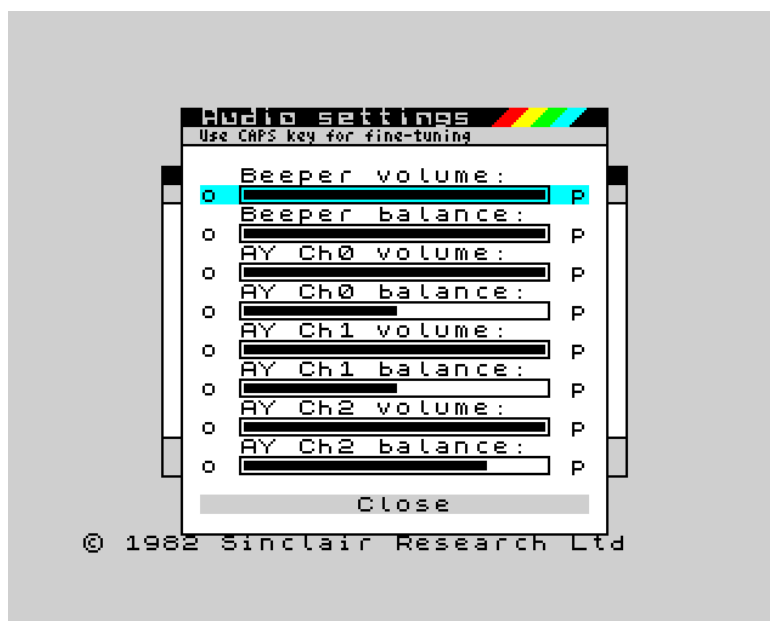 Audio settings
Use CAPS key for fine-tuning
Beeper volume:
o p
Beeper balance:
o p
AY Ch0 volume:
o p
AY Ch0 balance:
o p
AY Ch1 volume:
o p
AY Ch1 balance:
o p
AY Ch2 volume:
o p
AY Ch2 balance:
o p
Close
© 1982 Sinclair Research Ltd